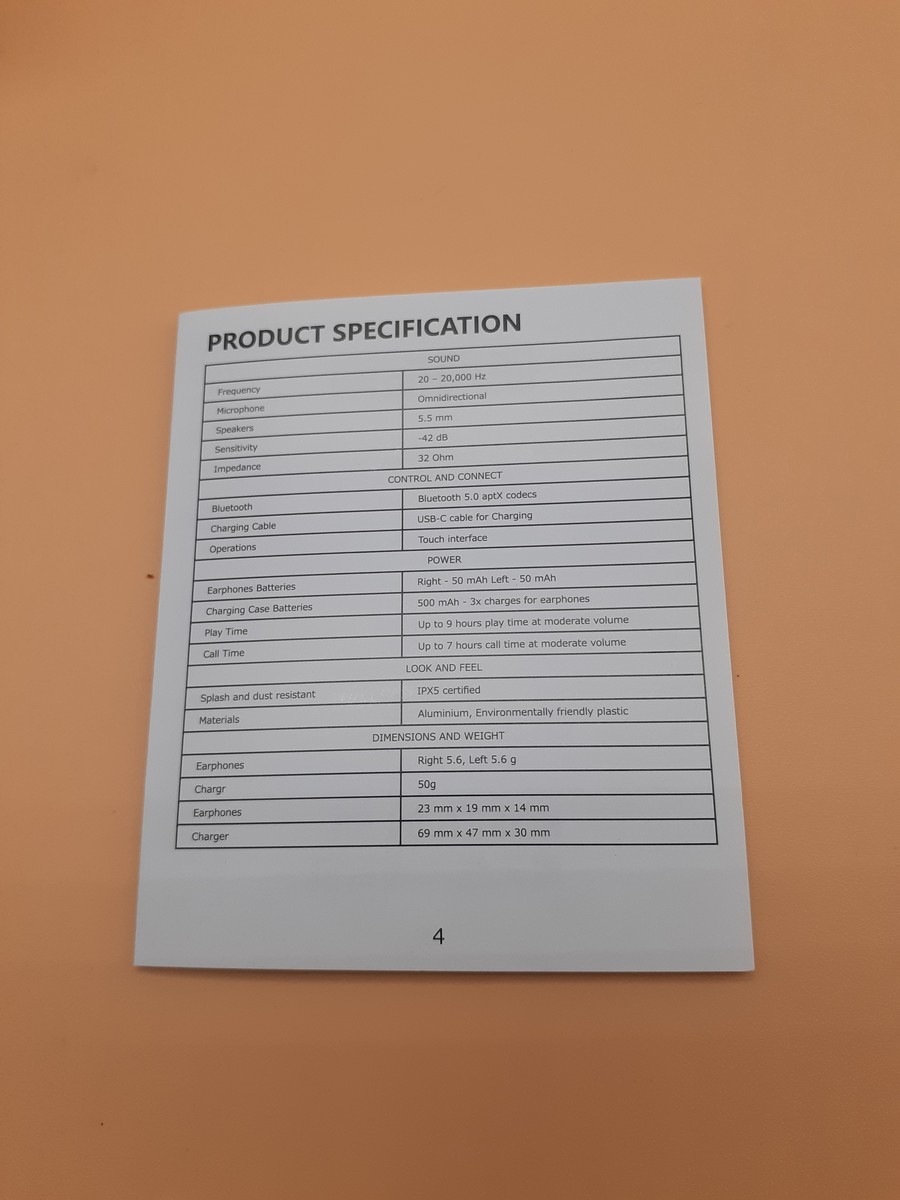 PRODUCT SPECIFICATION
SOUND
Frequency 20 – 20,000 Hz
Microphone Omnidirectional
Speakers 5.5 mm
Sensitivity -42 dB
Impedance 32 Ohm
CONTROL AND CONNECT
Bluetooth Bluetooth 5.0 aptX codecs
Charging Cable USB-C cable for Charging
Operations Touch interface
POWER
Earphones Batteries Right - 50 mAh Left - 50 mAh
Charging Case Batteries 500 mAh - 3x charges for earphones
Play Time Up to 9 hours play time at moderate volume
Call Time Up to 7 hours call time at moderate volume
LOOK AND FEEL
Splash and dust resistant IPX5 certified
Materials Aluminium, Environmentally friendly plastic
DIMENSIONS AND WEIGHT
Earphones Right 5.6, Left 5.6 g
Chargr 50g
Earphones 23 mm x 19 mm x 14 mm
Charger 69 mm x 47 mm x 30 mm
4